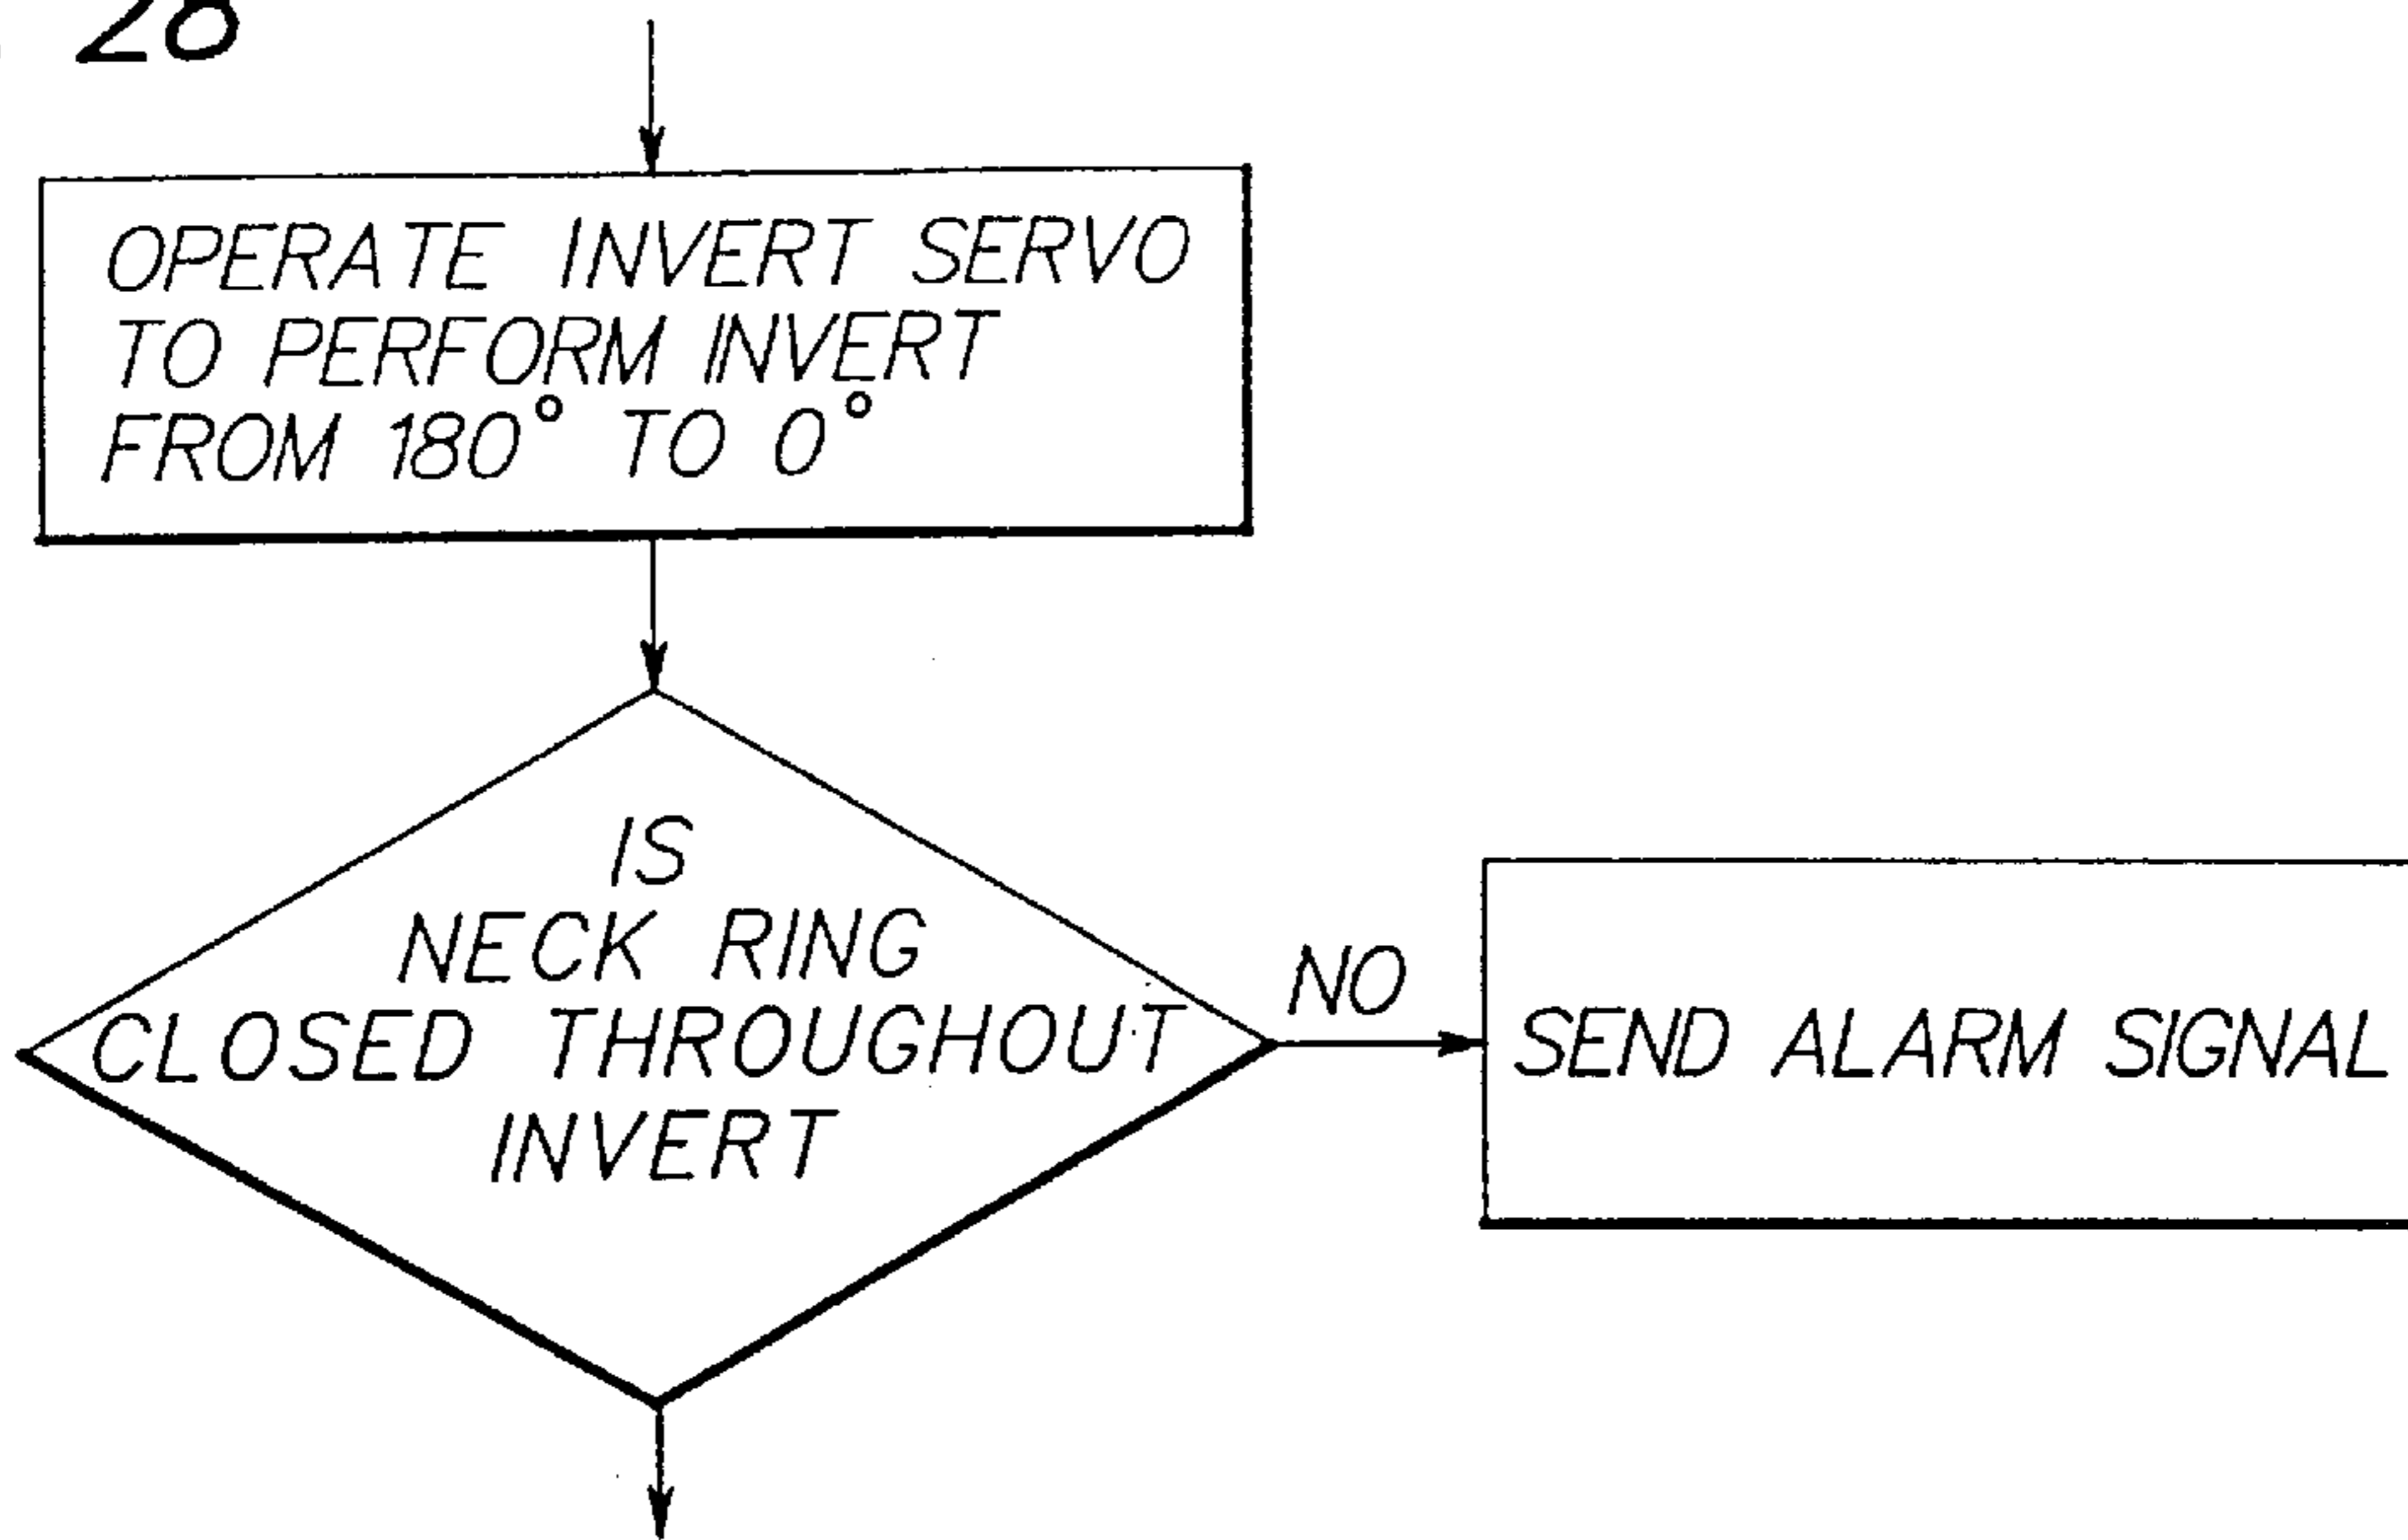 28
OPERATE INVERT SERVO
TO PERFORM INVERT
FROM 180° TO 0°
IS
NECK RING
CLOSED THROUGHOUT
INVERT
NO
SEND ALARM SIGNAL